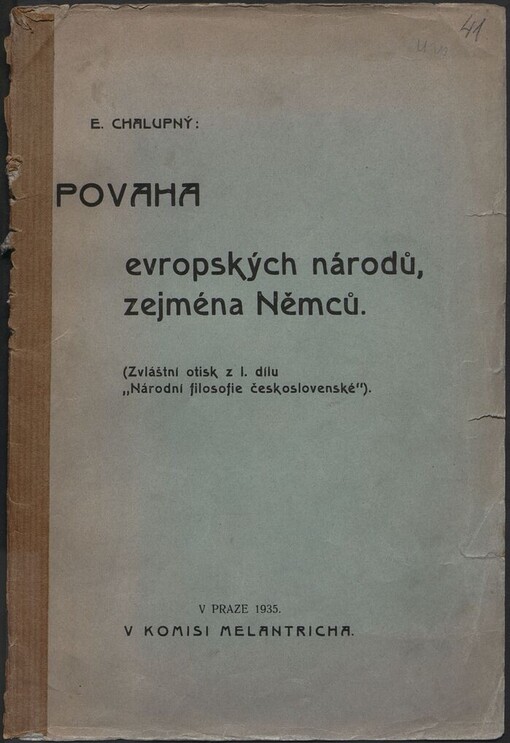 41
E. CHALUPNÝ:
POVAHA
evropských národů,
zejména Němců.
(Zvláštní otisk z I. dílu
„Národní filosofie československé").
V PRAZE 1935.
V KOMISI MELANTRICHA.